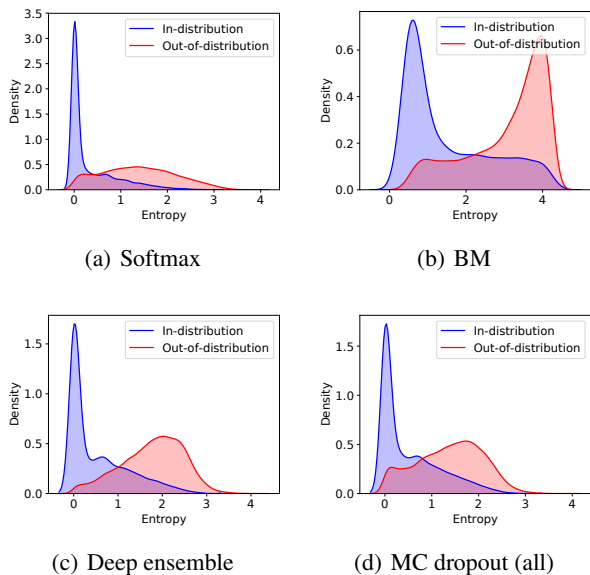 In-distribution
Out-of-distribution
3.5
3.0
2.5
2.0
1.5
1.0
0.5
0.0
Density
0 1 2 3 4
Entropy
(a) Softmax
In-distribution
Out-of-distribution
0.6
0.4
0.2
0.0
Density
0 2 4
Entropy
(b) BM
In-distribution
Out-of-distribution
1.5
1.0
0.5
0.0
Density
0 1 2 3 4
Entropy
(c) Deep ensemble
In-distribution
Out-of-distribution
1.5
1.0
0.5
0.0
Density
0 1 2 3 4
Entropy
(d) MC dropout (all)